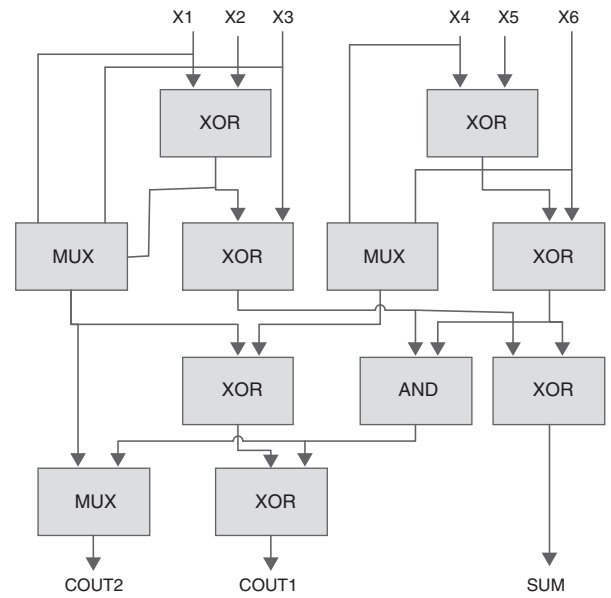 X1 X2 X3 X4 X5 X6
XOR XOR
MUX XOR MUX XOR
XOR AND XOR
MUX XOR
COUT2 COUT1 SUM